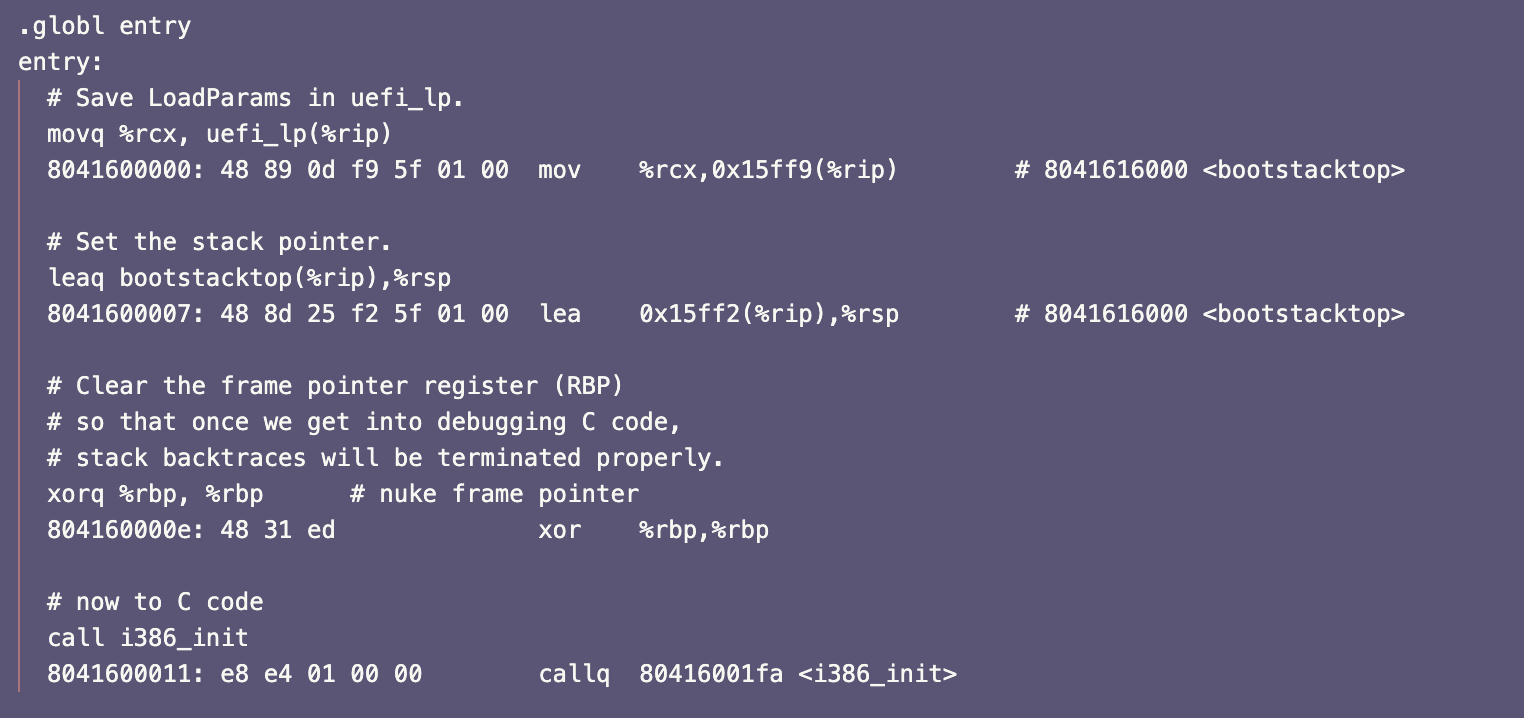 .globl entry
entry:
  # Save LoadParams in uefi_lp.
  movq %rcx, uefi_lp(%rip)
  8041600000: 48 89 0d f9 5f 01 00  mov    %rcx,0x15ff9(%rip)        # 8041616000 <bootstacktop>
  # Set the stack pointer.
  leaq bootstacktop(%rip),%rsp
  8041600007: 48 8d 25 f2 5f 01 00  lea    0x15ff2(%rip),%rsp        # 8041616000 <bootstacktop>
  # Clear the frame pointer register (RBP)
  # so that once we get into debugging C code,
  # stack backtraces will be terminated properly.
  xorq %rbp, %rbp      # nuke frame pointer
  804160000e: 48 31 ed              xor    %rbp,%rbp
  # now to C code
  call i386_init
  8041600011: e8 e4 01 00 00        callq  80416001fa <i386_init>